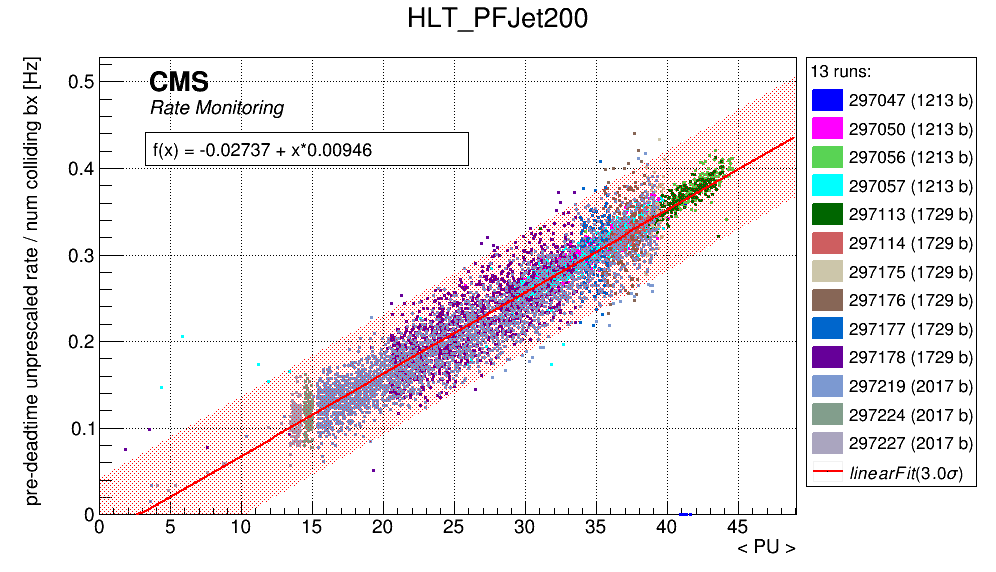 HLT_PFJet200
pre-deadtime unprescaled rate / num colliding bx [Hz]
CMS
Rate Monitoring
f(x) = -0.02737 + x*0.00946
0.5
0.4
0.3
0.2
0.1
0
0 5 10 15 20 25 30 35 40 45
< PU >
13 runs:
297047 (1213 b)
297050 (1213 b)
297056 (1213 b)
297057 (1213 b)
297113 (1729 b)
297114 (1729 b)
297175 (1729 b)
297176 (1729 b)
297177 (1729 b)
297178 (1729 b)
297219 (2017 b)
297224 (2017 b)
297227 (2017 b)
linearFit(3.0σ)